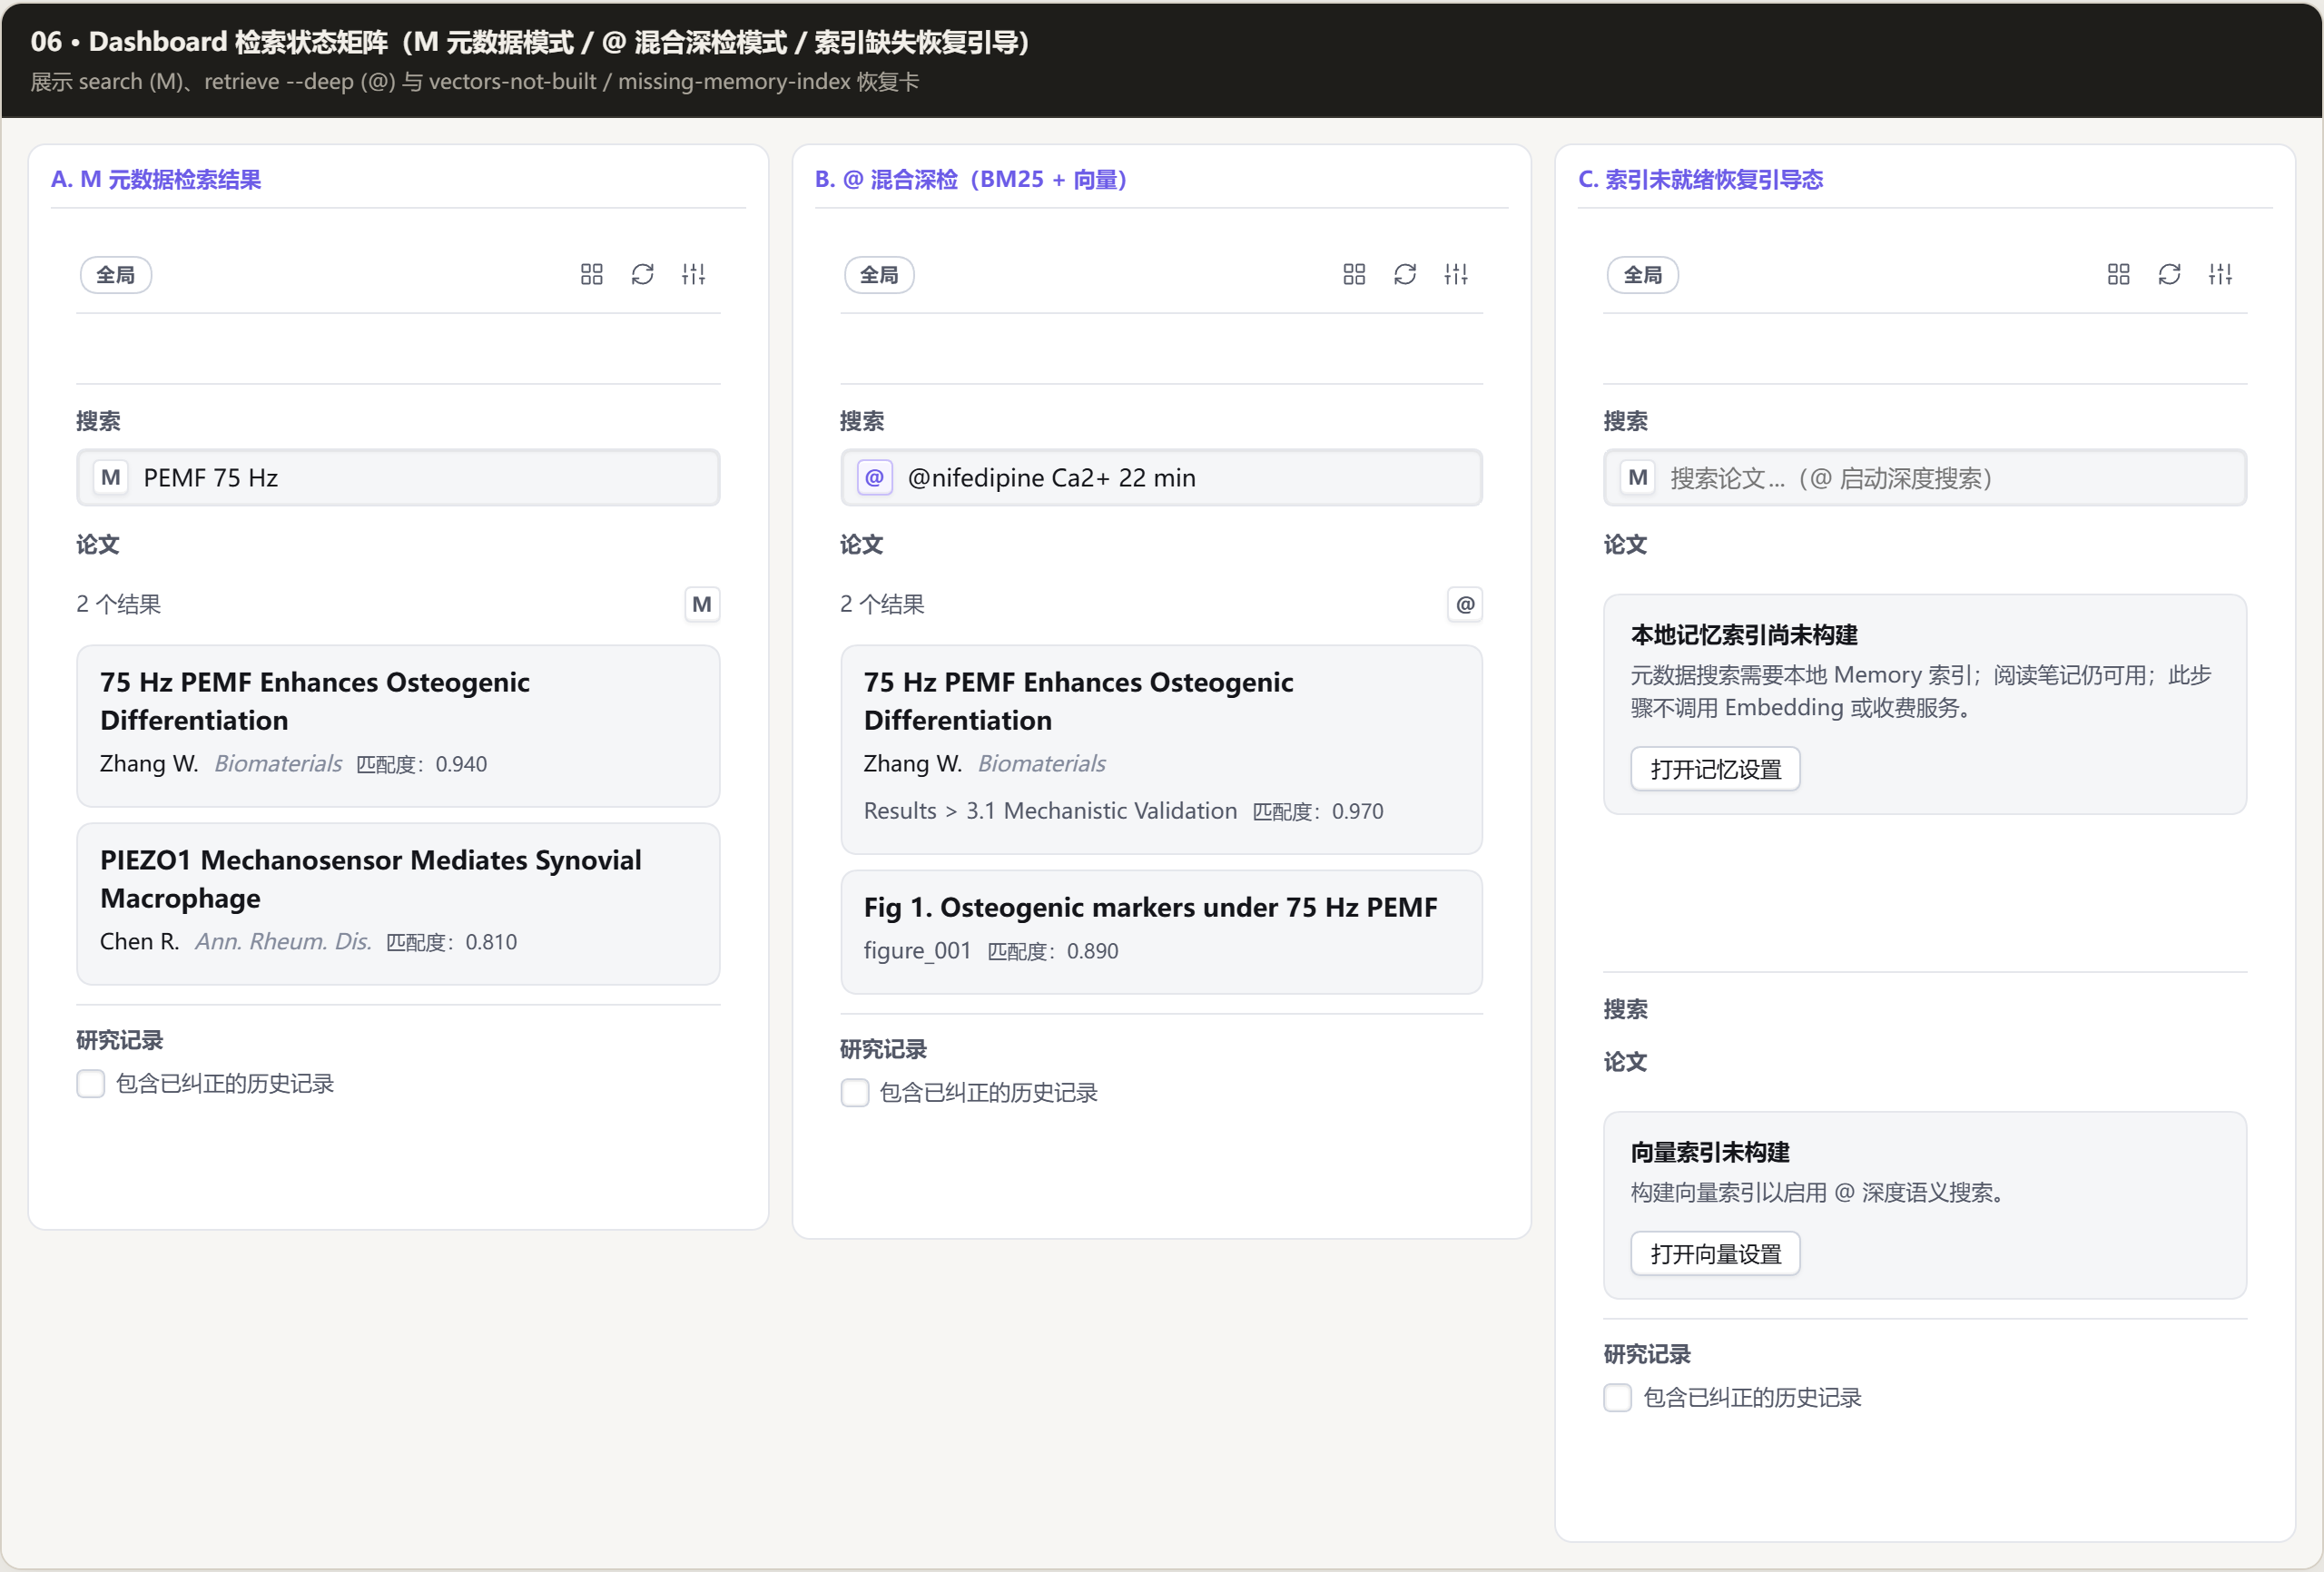 06 • Dashboard 检索状态矩阵（M 元数据模式 / @ 混合深检模式 / 索引缺失恢复引导）
展示 search (M)、retrieve --deep (@) 与 vectors-not-built / missing-memory-index 恢复卡
A. M 元数据检索结果
全局
搜索
M PEMF 75 Hz
论文
2 个结果 M
75 Hz PEMF Enhances Osteogenic
Differentiation
Zhang W. Biomaterials 匹配度：0.940
PIEZO1 Mechanosensor Mediates Synovial
Macrophage
Chen R. Ann. Rheum. Dis. 匹配度：0.810
研究记录
包含已纠正的历史记录
B. @ 混合深检（BM25 + 向量）
全局
搜索
@ @nifedipine Ca2+ 22 min
论文
2 个结果 @
75 Hz PEMF Enhances Osteogenic
Differentiation
Zhang W. Biomaterials
Results > 3.1 Mechanistic Validation 匹配度：0.970
Fig 1. Osteogenic markers under 75 Hz PEMF
figure_001 匹配度：0.890
研究记录
包含已纠正的历史记录
C. 索引未就绪恢复引导态
全局
搜索
M 搜索论文...（@ 启动深度搜索）
论文
本地记忆索引尚未构建
元数据搜索需要本地 Memory 索引；阅读笔记仍可用；此步
骤不调用 Embedding 或收费服务。
打开记忆设置
搜索
论文
向量索引未构建
构建向量索引以启用 @ 深度语义搜索。
打开向量设置
研究记录
包含已纠正的历史记录